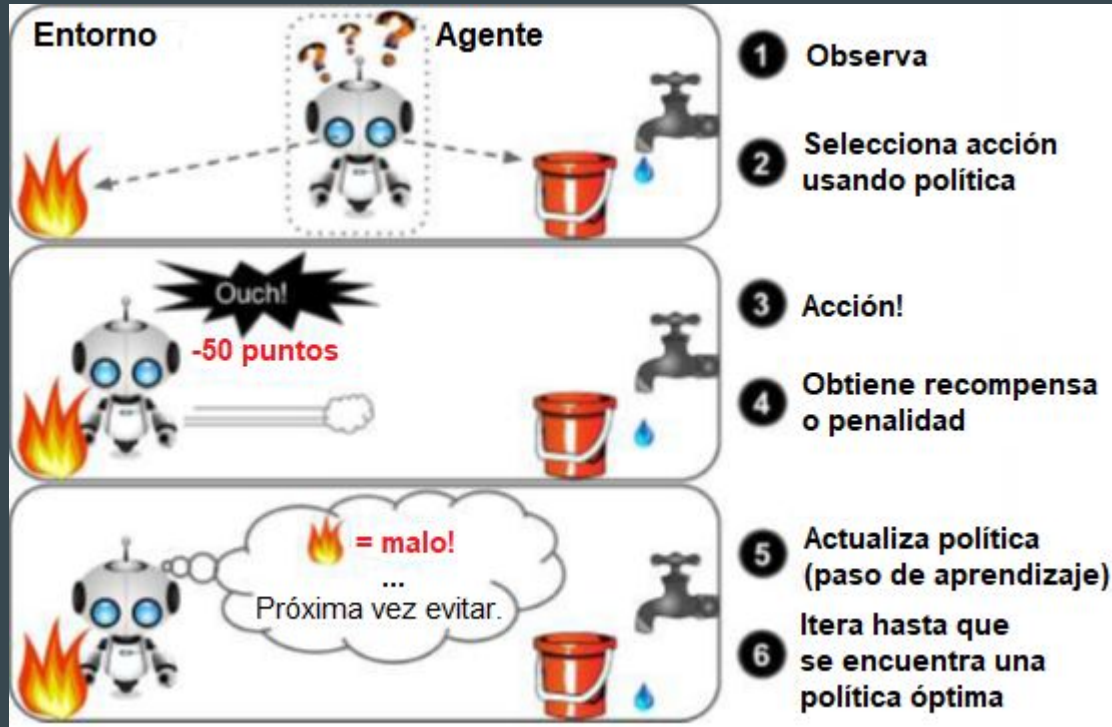 Entorno
Agente
? ? ?
1 Observa
2 Selecciona acción
usando política
Ouch!
-50 puntos
3 Acción!
4 Obtiene recompensa
o penalidad
= malo!
...
Próxima vez evitar.
5 Actualiza política
(paso de aprendizaje)
6 Itera hasta que
se encuentra una
política óptima